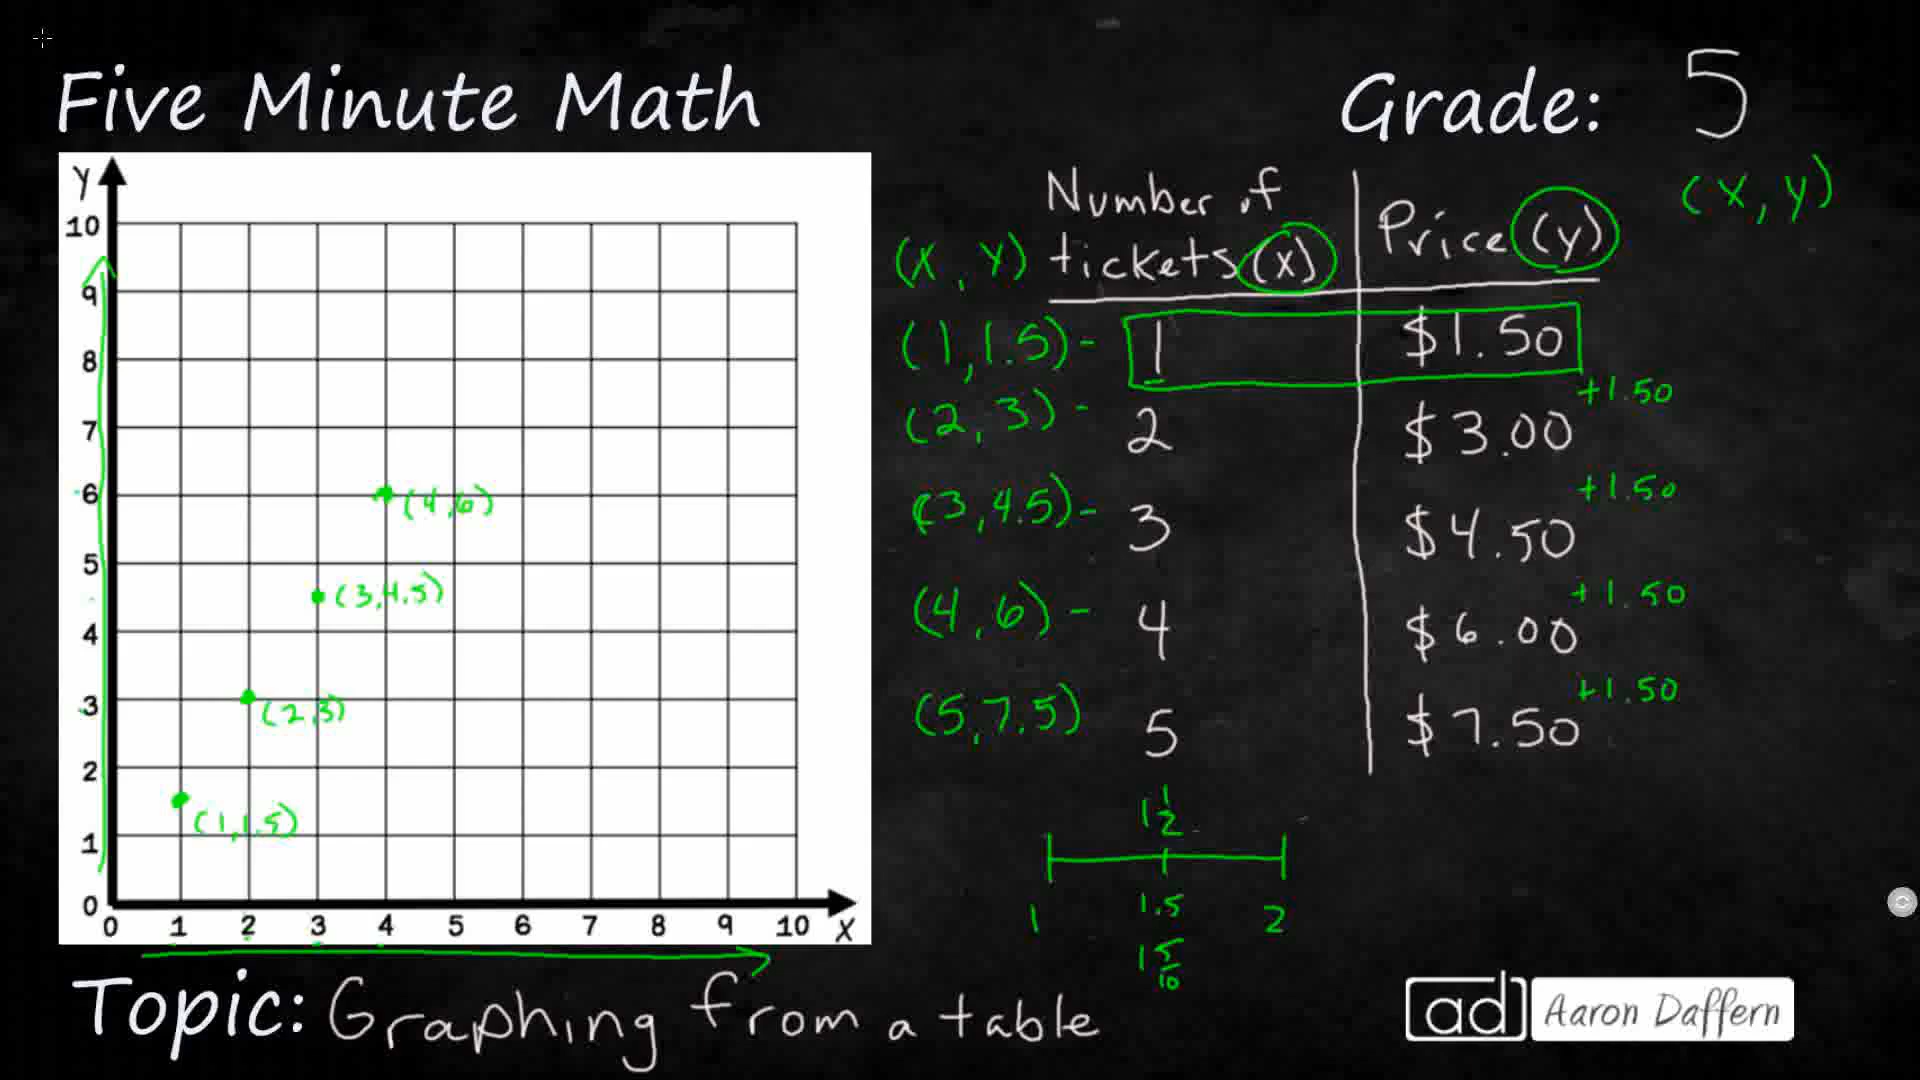 Five Minute Math
Grade: 5
Y
10
9
8
7
6
5
4
3
2
1
0
0 1 2 3 4 5 6 7 8 9 10 X
(4,6)
(3,4.5)
(2,3)
(1,1.5)
(x, y)
Number of
tickets (x)
Price (y)
(x, y)
(1,1.5) - 1 $1.50
+1.50
(2,3) - 2 $3.00
+1.50
(3,4.5) - 3 $4.50
+1.50
(4,6) - 4 $6.00
+1.50
(5,7.5) 5 $7.50
1 1/2
1 1.5 2
1 5/10
Topic: Graphing from a table
ad Aaron Daffern